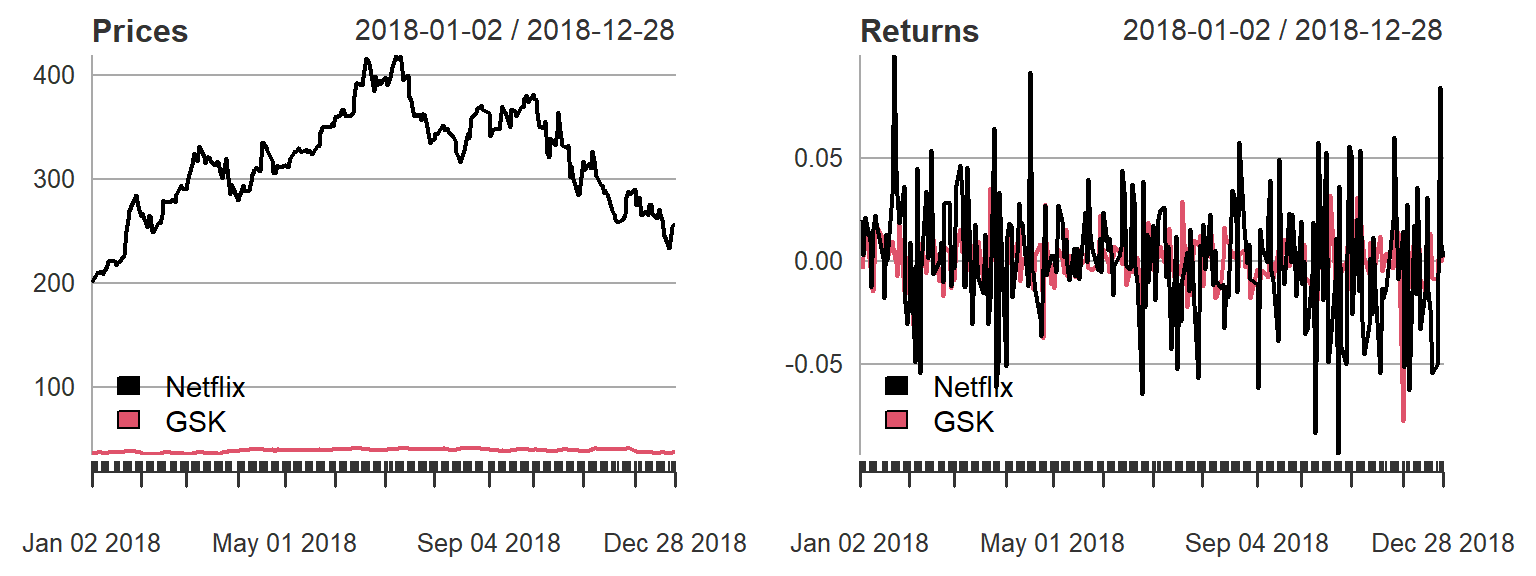 Prices 2018-01-02 / 2018-12-28
400
300
200
100
Netflix
GSK
Jan 02 2018 May 01 2018 Sep 04 2018 Dec 28 2018
Returns 2018-01-02 / 2018-12-28
0.05
0.00
-0.05
Netflix
GSK
Jan 02 2018 May 01 2018 Sep 04 2018 Dec 28 2018